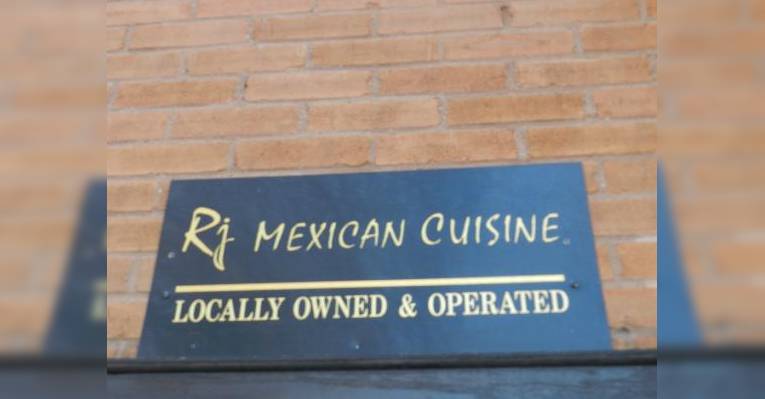 Rj MEXICAN CUISINE
LOCALLY OWNED & OPERATED